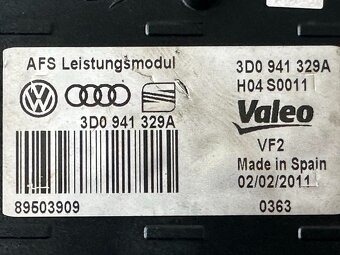 AFS Leistungsmodul
3D0 941 329A
H04 S0011
3D0 941 329A
Valeo
VF2
Made in Spain
02/02/2011
89503909
0363